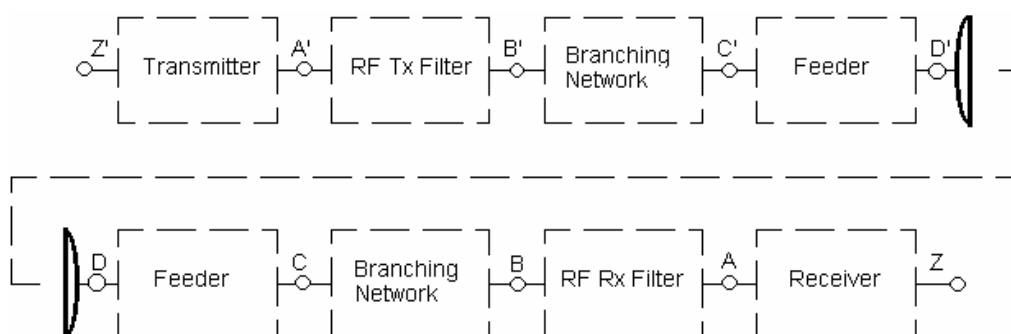 Z'
Transmitter
A'
RF Tx Filter
B'
Branching
Network
C'
Feeder
D'
D
Feeder
C
Branching
Network
B
RF Rx Filter
A
Receiver
Z